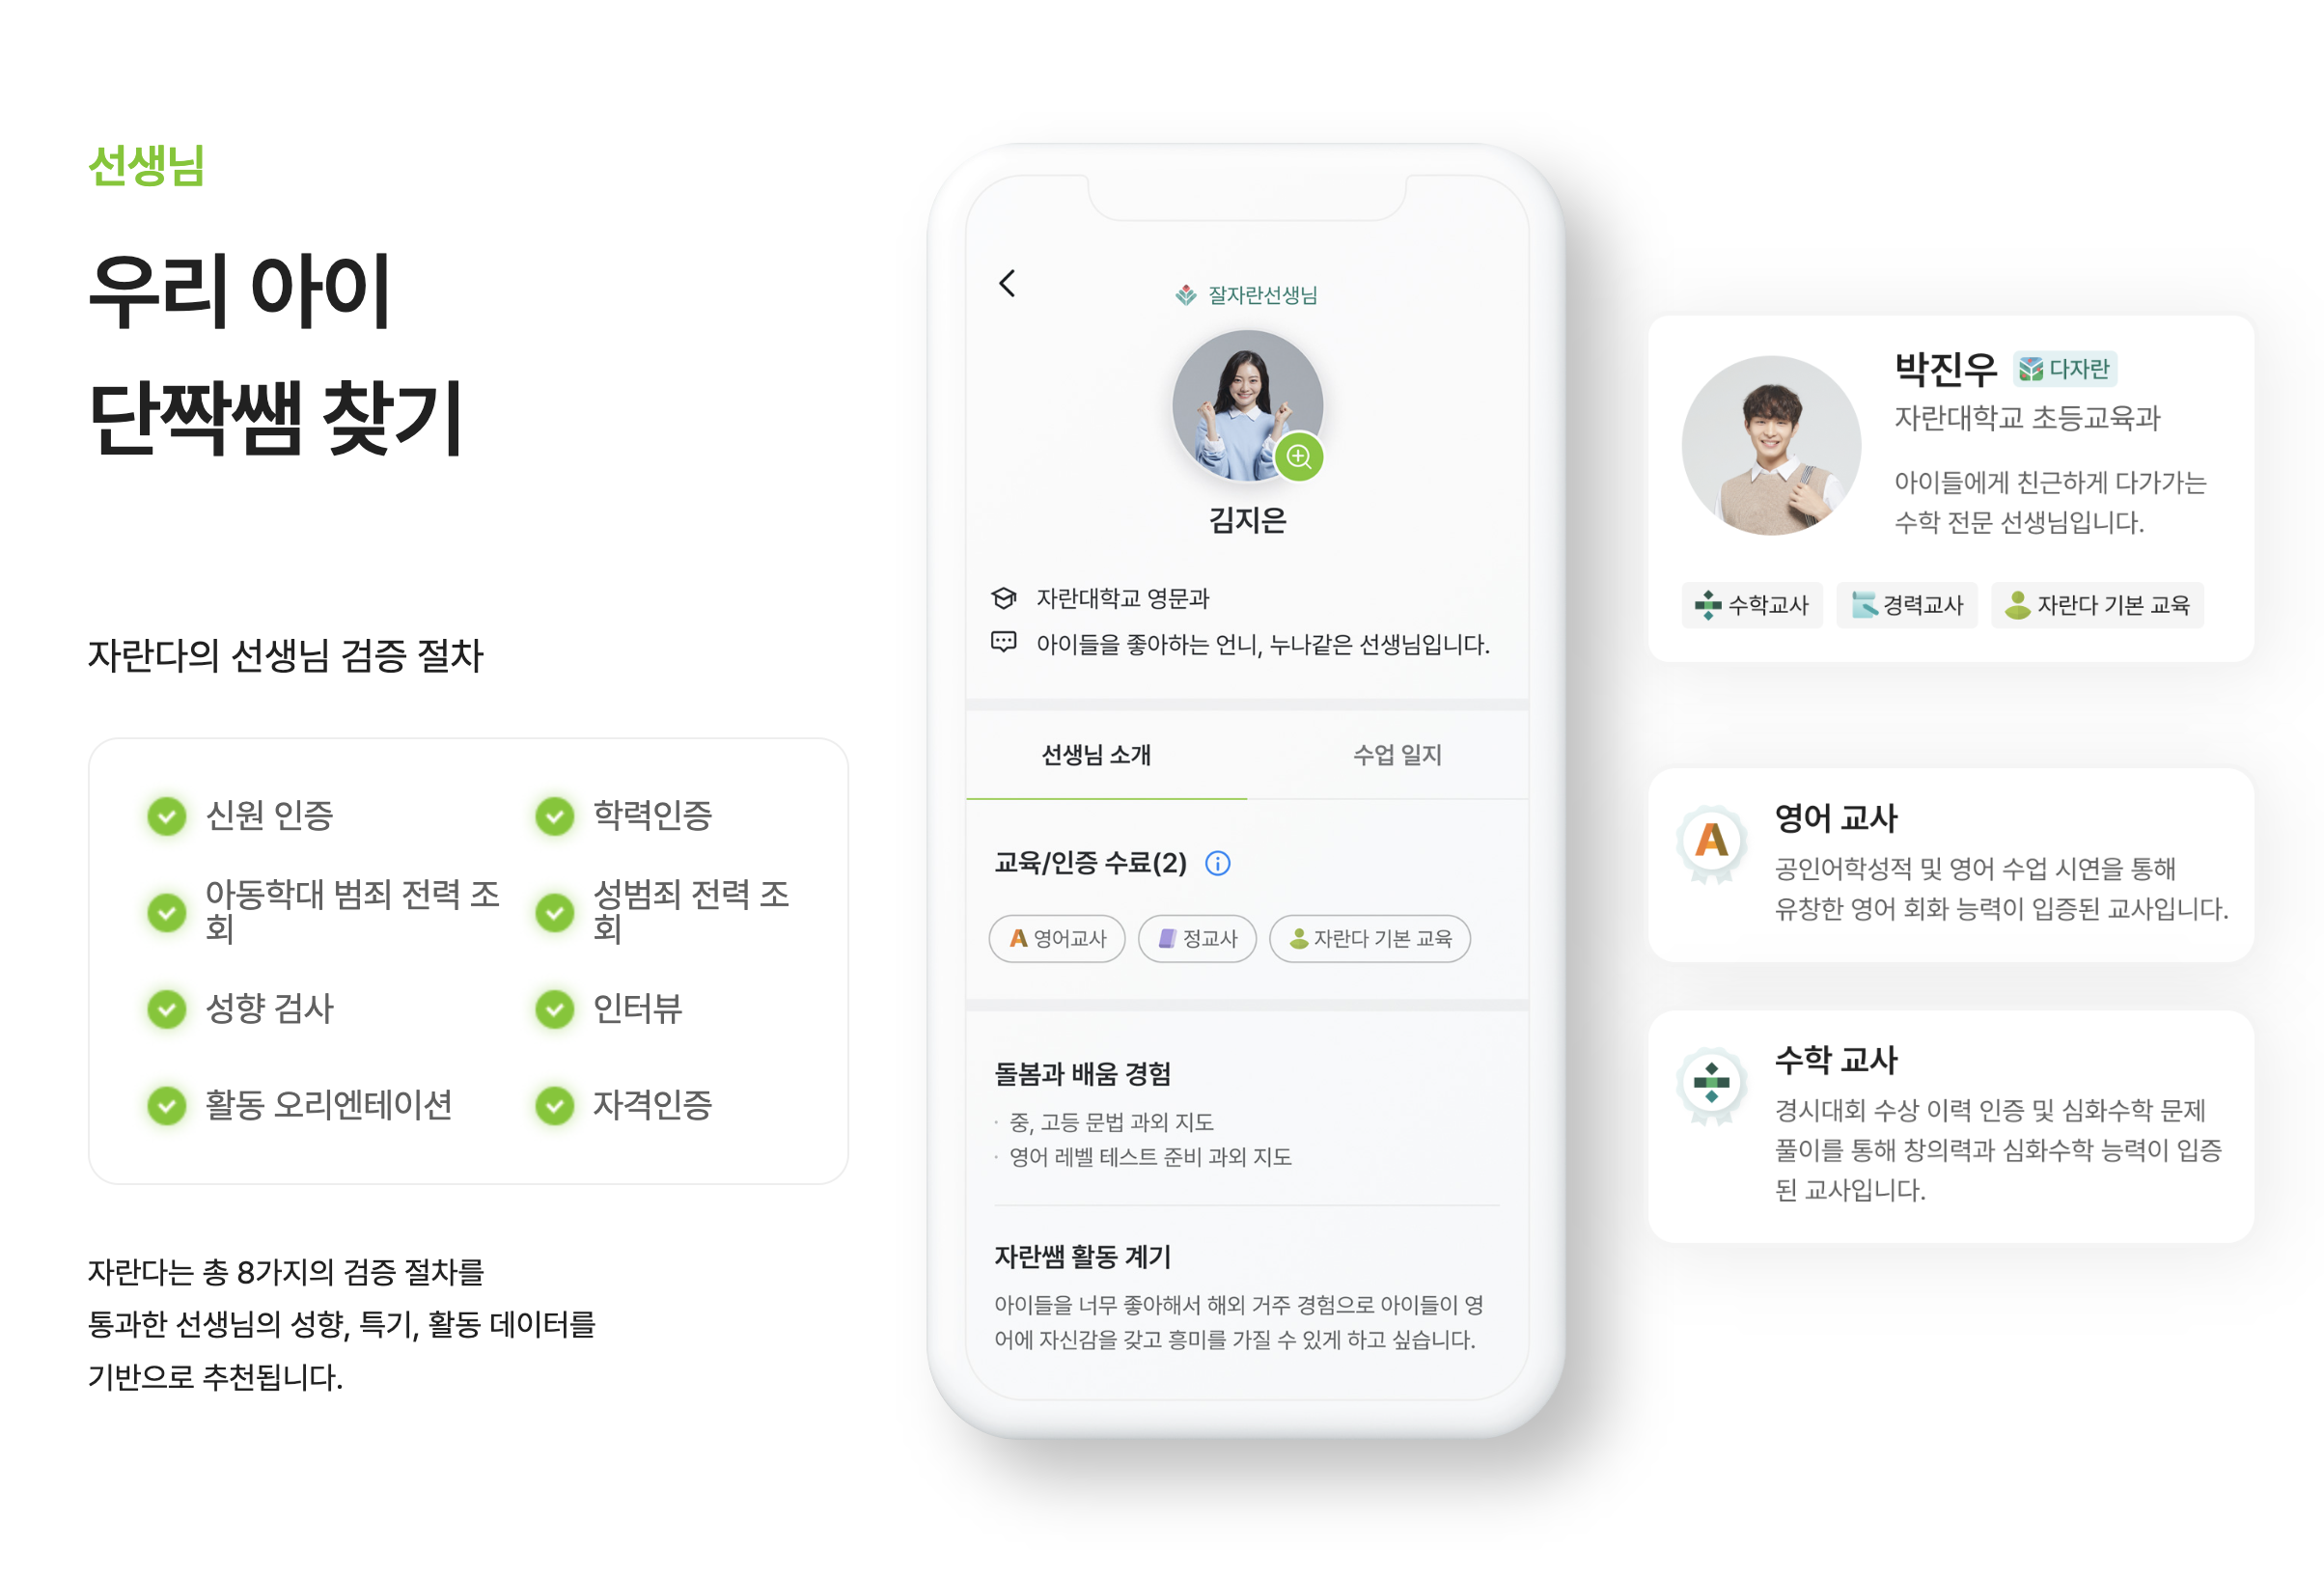 선생님
우리 아이
단짝쌤 찾기
자란다의 선생님 검증 절차
신원 인증
학력인증
아동학대 범죄 전력 조
회
성범죄 전력 조
회
성향 검사
인터뷰
활동 오리엔테이션
자격인증
자란다는 총 8가지의 검증 절차를
통과한 선생님의 성향, 특기, 활동 데이터를
기반으로 추천됩니다.
잘자란선생님
김지은
자란대학교 영문과
아이들을 좋아하는 언니, 누나같은 선생님입니다.
선생님 소개
수업 일지
교육/인증 수료(2)
영어교사
정교사
자란다 기본 교육
돌봄과 배움 경험
· 중, 고등 문법 과외 지도
· 영어 레벨 테스트 준비 과외 지도
자란쌤 활동 계기
아이들을 너무 좋아해서 해외 거주 경험으로 아이들이 영
어에 자신감을 갖고 흥미를 가질 수 있게 하고 싶습니다.
박진우 다자란
자란대학교 초등교육과
아이들에게 친근하게 다가가는
수학 전문 선생님입니다.
수학교사
경력교사
자란다 기본 교육
영어 교사
공인어학성적 및 영어 수업 시연을 통해
유창한 영어 회화 능력이 입증된 교사입니다.
수학 교사
경시대회 수상 이력 인증 및 심화수학 문제
풀이를 통해 창의력과 심화수학 능력이 입증
된 교사입니다.